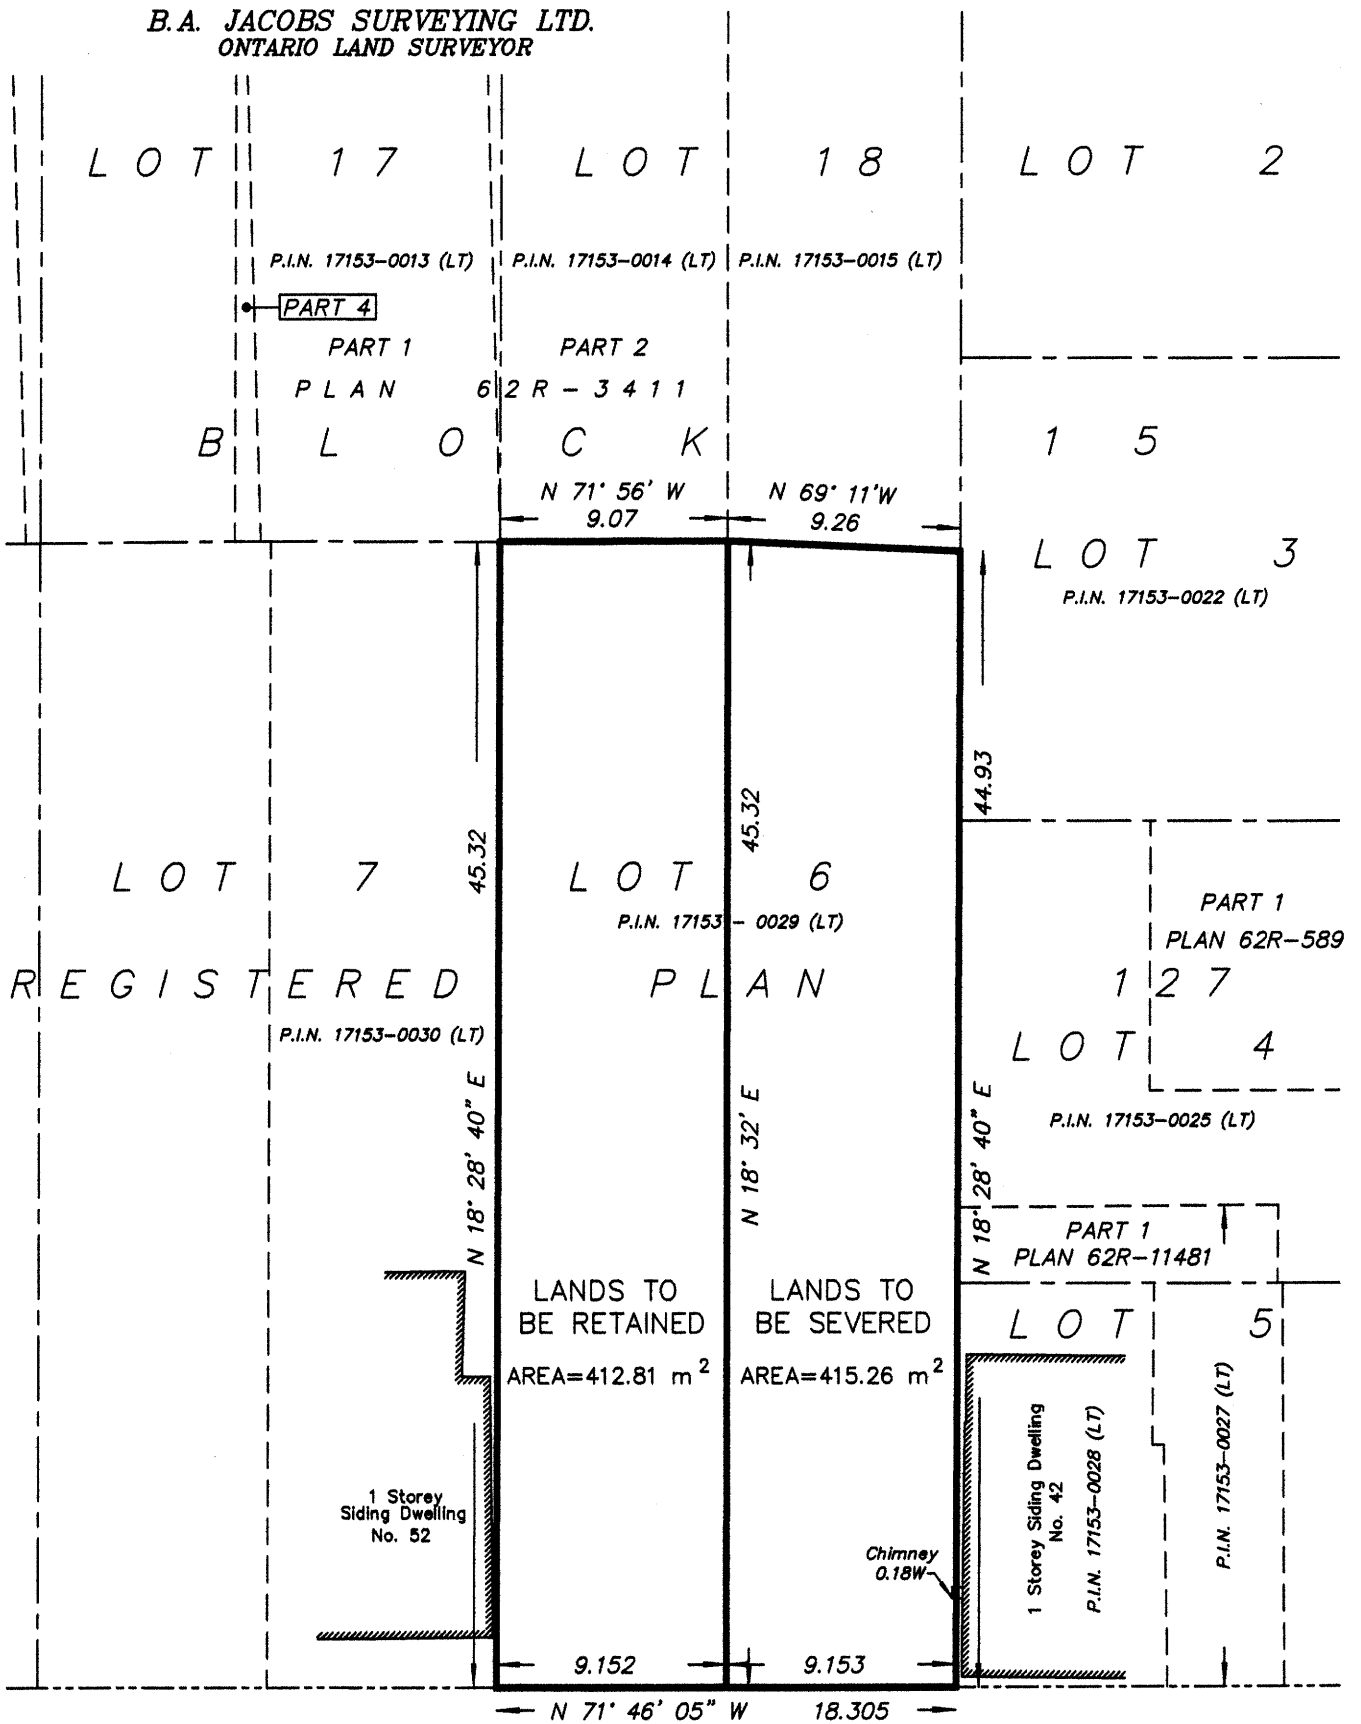 B.A. JACOBS SURVEYING LTD.
ONTARIO LAND SURVEYOR
LOT 17
LOT 18
LOT 2
P.I.N. 17153-0013 (LT)
P.I.N. 17153-0014 (LT)
P.I.N. 17153-0015 (LT)
PART 4
PART 1
PART 2
PLAN 62R-3411
BLOCK 15
N 71° 56' W
9.07
N 69° 11'W
9.26
LOT 3
P.I.N. 17153-0022 (LT)
45.32
45.32
44.93
LOT 7
LOT 6
P.I.N. 17153-0029 (LT)
PART 1
PLAN 62R-589
REGISTERED PLAN 127
P.I.N. 17153-0030 (LT)
LOT 4
P.I.N. 17153-0025 (LT)
N 18° 28' 40" E
N 18° 32' E
N 18° 28' 40" E
PART 1
PLAN 62R-11481
LANDS TO
BE RETAINED
AREA=412.81 m²
LANDS TO
BE SEVERED
AREA=415.26 m²
LOT 5
1 Storey
Siding Dwelling
No. 52
Chimney
0.18W
1 Storey Siding Dwelling
No. 42
P.I.N. 17153-0028 (LT)
P.I.N. 17153-0027 (LT)
9.152
9.153
N 71° 46' 05" W 18.305